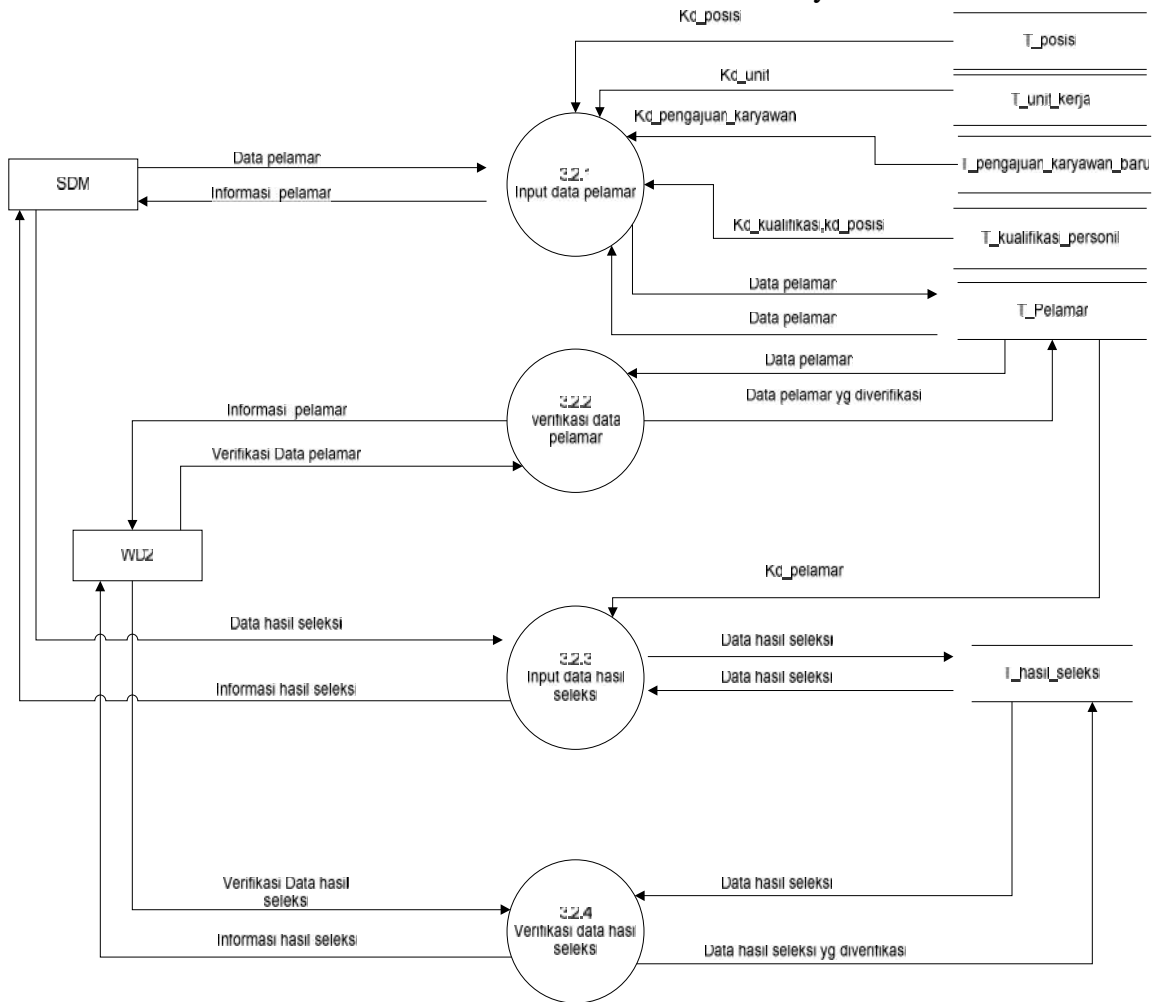 Kd_posisi
T_posisi
Kd_unit
T_unit_kerja
Kd_pengajuan_karyawan
T_pengajuan_karyawan_baru
SDM
Data pelamar
Informasi pelamar
3.2.1
Input data pelamar
Kd_kualifikasi,kd_posisi
T_kualifikasi_personil
Data pelamar
Data pelamar
T_Pelamar
Data pelamar
Data pelamar yg diverifikasi
3.2.2
verifikasi data
pelamar
Informasi pelamar
Verifikasi Data pelamar
WD2
Kd_pelamar
Data hasil seleksi
Informasi hasil seleksi
3.2.3
Input data hasil
seleksi
Data hasil seleksi
Data hasil seleksi
T_hasil_seleksi
Verifikasi Data hasil
seleksi
Informasi hasil seleksi
3.2.4
Verifikasi data hasil
seleksi
Data hasil seleksi
Data hasil seleksi yg diverifikasi